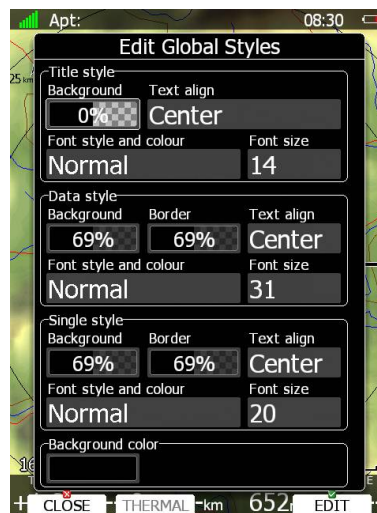 Apt: 08:30
Edit Global Styles
25 km
Title style
Background Text align
0% Center
Font style and colour Font size
Normal 14
Data style
Background Border Text align
69% 69% Center
Font style and colour Font size
Normal 31
Single style
Background Border Text align
69% 69% Center
Font style and colour Font size
Normal 20
Background color
CLOSE THERMAL km 652 EDIT